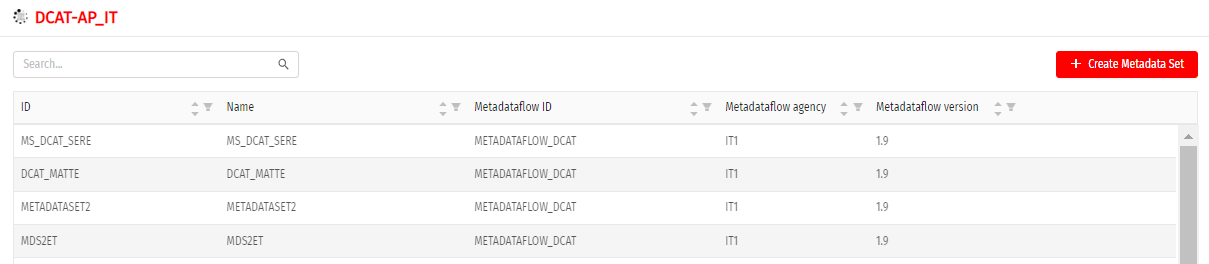 DCAT-AP_IT
Search...
Create Metadata Set
ID Name Metadataflow ID Metadataflow agency Metadataflow version
MS_DCAT_SERE MS_DCAT_SERE METADATAFLOW_DCAT IT1 1.9
DCAT_MATTE DCAT_MATTE METADATAFLOW_DCAT IT1 1.9
METADATASET2 METADATASET2 METADATAFLOW_DCAT IT1 1.9
MDS2ET MDS2ET METADATAFLOW_DCAT IT1 1.9